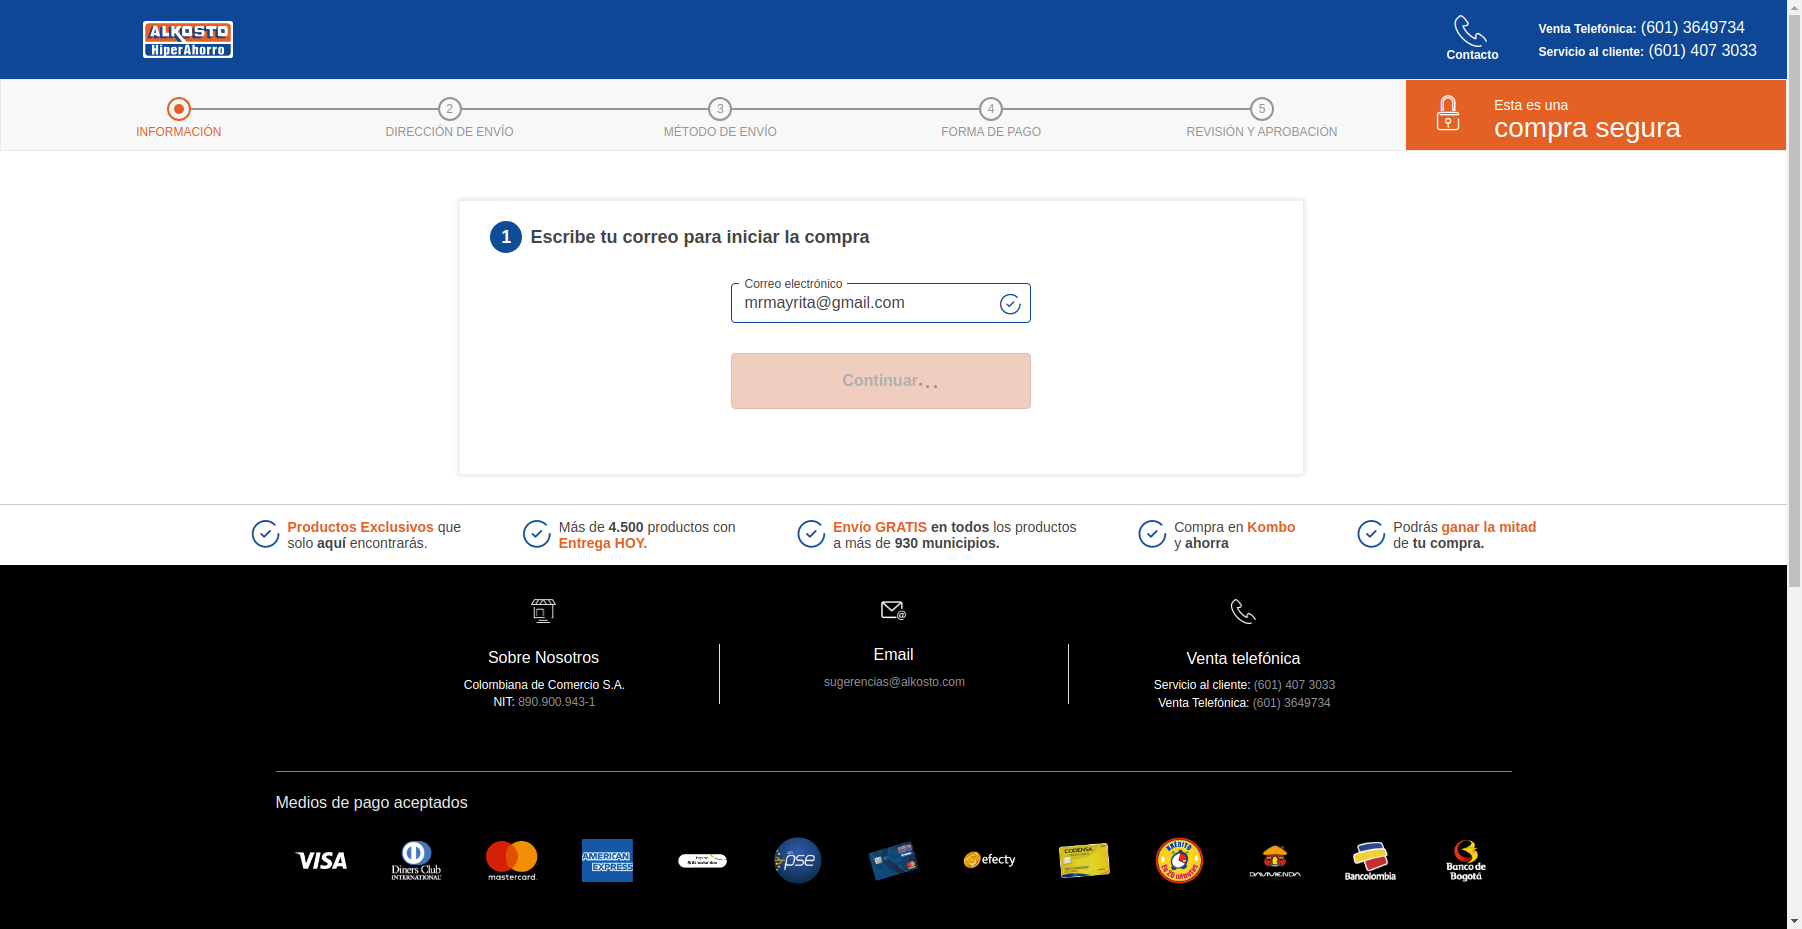 ALKOSTO
HiperAhorro
Contacto
Venta Telefónica: (601) 3649734
Servicio al cliente: (601) 407 3033
2
3
4
5
INFORMACIÓN
DIRECCIÓN DE ENVÍO
MÉTODO DE ENVÍO
FORMA DE PAGO
REVISIÓN Y APROBACIÓN
Esta es una
compra segura
1 Escribe tu correo para iniciar la compra
Correo electrónico
mrmayrita@gmail.com
Continuar...
Productos Exclusivos que
solo aquí encontrarás.
Más de 4.500 productos con
Entrega HOY.
Envío GRATIS en todos los productos
a más de 930 municipios.
Compra en Kombo
y ahorra
Podrás ganar la mitad
de tu compra.
Sobre Nosotros
Colombiana de Comercio S.A.
NIT: 890.900.943-1
Email
sugerencias@alkosto.com
Venta telefónica
Servicio al cliente: (601) 407 3033
Venta Telefónica: (601) 3649734
Medios de pago aceptados
VISA
Diners Club
INTERNATIONAL
mastercard.
AMERICAN
EXPRESS
Bancolombia
pse
efecty
CODENSA
KRÉDITO
En 20 minutos
DAVIVIENDA
Bancolombia
Banco de
Bogotá